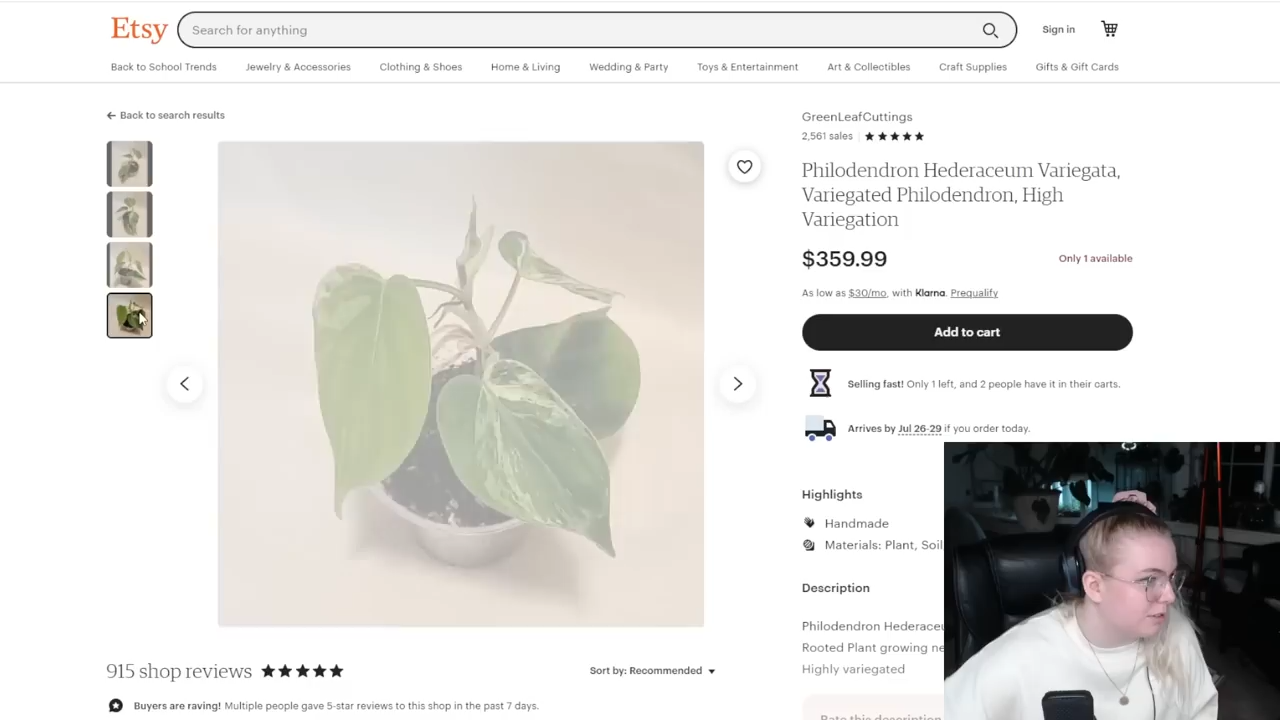 Etsy
Search for anything
Sign in
Back to School Trends
Jewelry & Accessories
Clothing & Shoes
Home & Living
Wedding & Party
Toys & Entertainment
Art & Collectibles
Craft Supplies
Gifts & Gift Cards
Back to search results
GreenLeafCuttings
2,561 sales
Philodendron Hederaceum Variegata,
Variegated Philodendron, High
Variegation
$359.99
Only 1 available
As low as $30/mo, with Klarna. Prequalify
Add to cart
Selling fast! Only 1 left, and 2 people have it in their carts.
Arrives by Jul 26-29 if you order today.
Highlights
Handmade
Materials: Plant, Soil,
Description
Philodendron Hederaceu
Rooted Plant growing ne
Highly variegated
Rate this description
915 shop reviews
Sort by: Recommended
Buyers are raving! Multiple people gave 5-star reviews to this shop in the past 7 days.